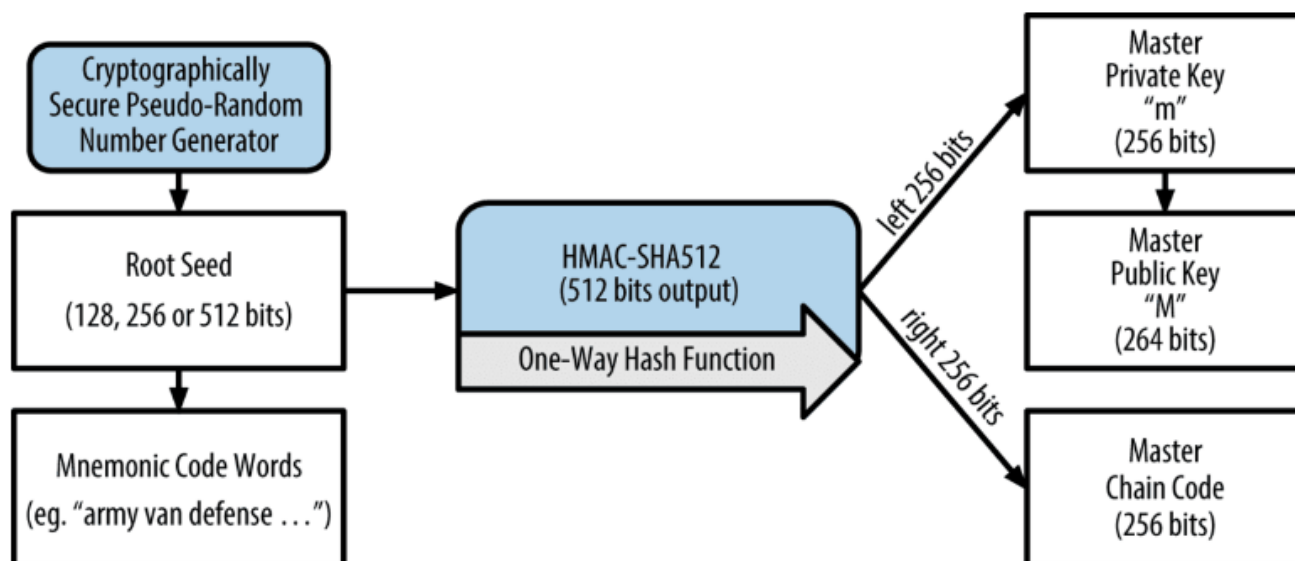 Cryptographically
Secure Pseudo-Random
Number Generator
Root Seed
(128, 256 or 512 bits)
Mnemonic Code Words
(eg. “army van defense …”)
HMAC-SHA512
(512 bits output)
One-Way Hash Function
left 256 bits
right 256 bits
Master
Private Key
“m”
(256 bits)
Master
Public Key
“M”
(264 bits)
Master
Chain Code
(256 bits)